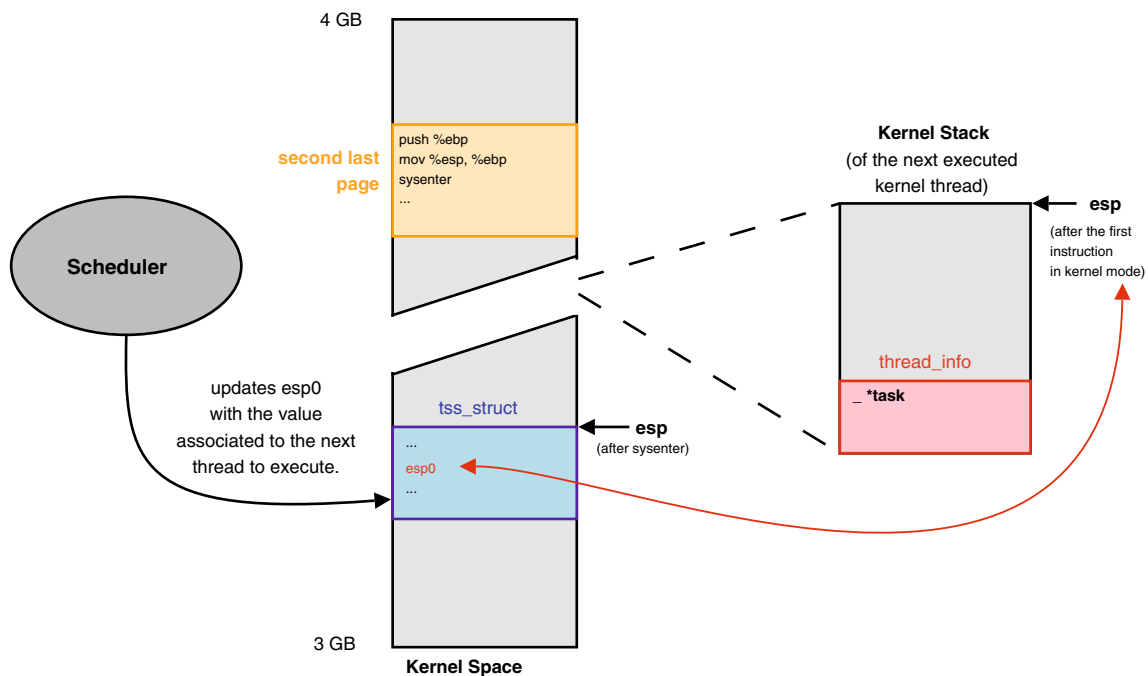 4 GB
push %ebp
mov %esp, %ebp
sysenter
...
second last
page
Scheduler
updates esp0
with the value
associated to the next
thread to execute.
tss_struct
...
esp0
...
esp
(after sysenter)
3 GB
Kernel Space
Kernel Stack
(of the next executed
kernel thread)
esp
(after the first
instruction
in kernel mode)
thread_info
_ *task